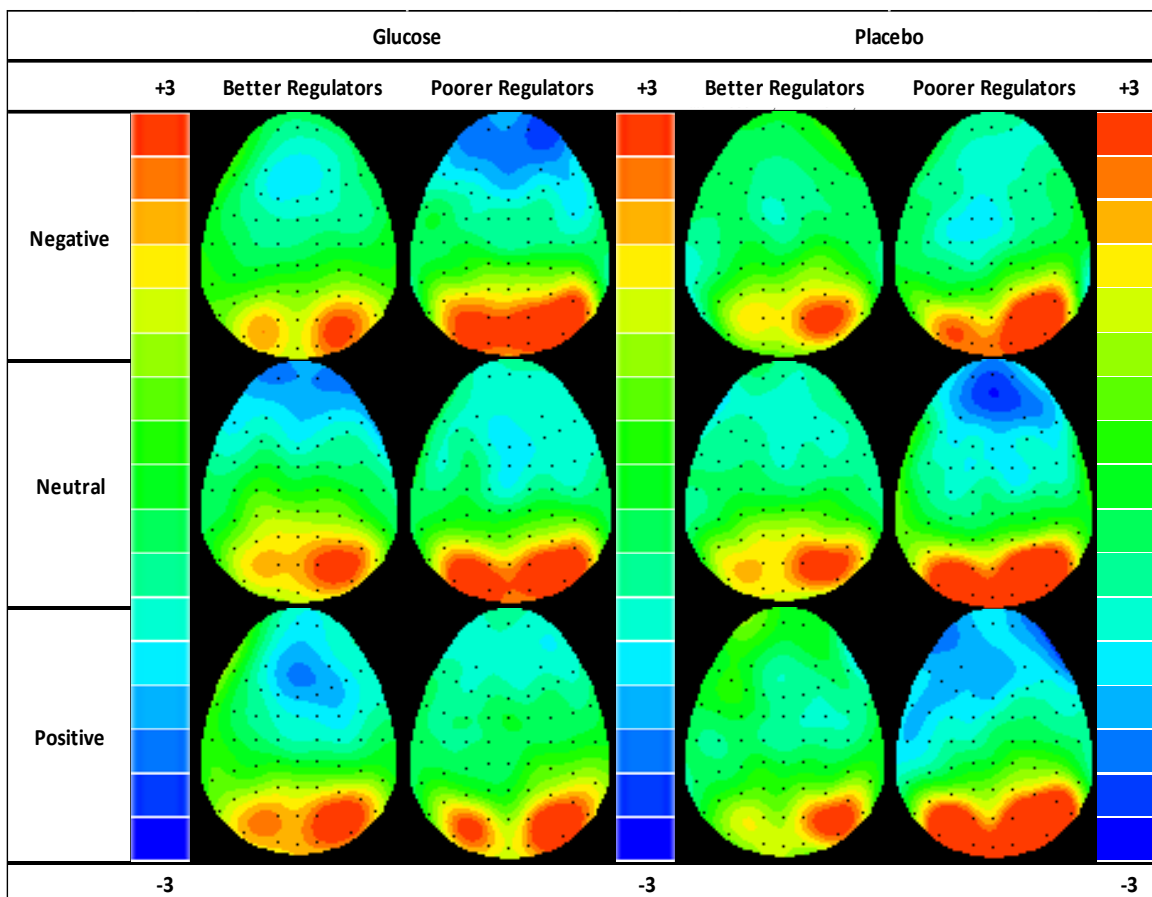 Glucose Placebo
+3 Better Regulators Poorer Regulators +3 Better Regulators Poorer Regulators +3
Negative
Neutral
Positive
-3 -3 -3